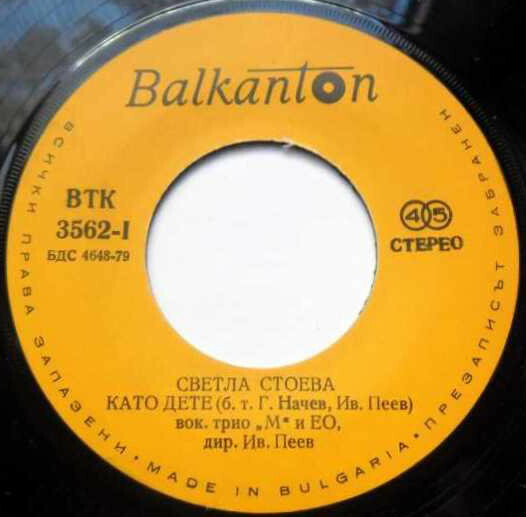 Balkanton
ВТК
3562-I
БДС 4648-79
45
СТЕРЕО
СВЕТЛА СТОЕВА
КАТО ДЕТЕ (б. т. Г. Начев, Ив. Пеев)
вок. трио „М“ и ЕО,
дир. Ив. Пеев
ВСИЧКИ ПРАВА ЗАПАЗЕНИ • MADE IN BULGARIA • ПРЕЗАПИСЪТ ЗАБРАНЕН